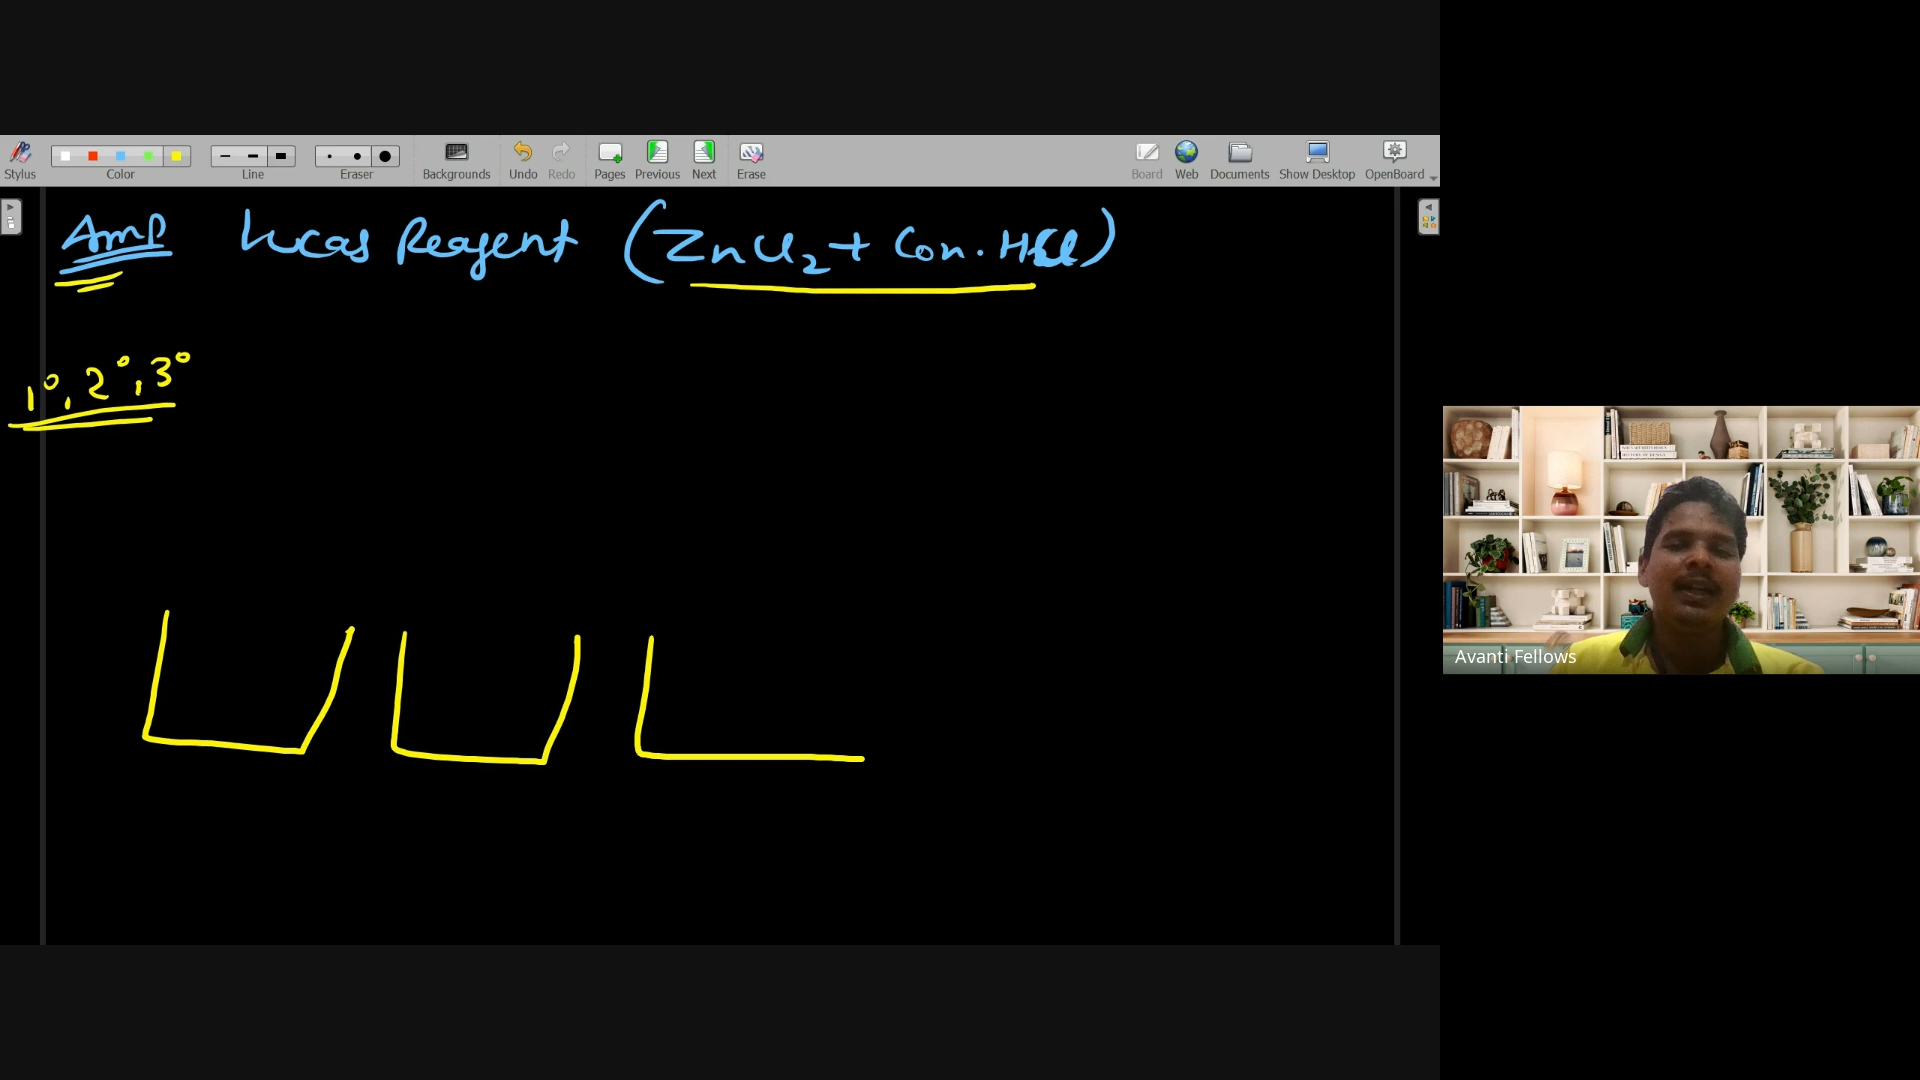 Stylus Color Line Eraser Backgrounds Undo Redo Pages Previous Next Erase Board Web Documents Show Desktop OpenBoard
Amp Lucas Reagent (ZnCl₂ + Con. HCl)
1°, 2°, 3°
Avanti Fellows